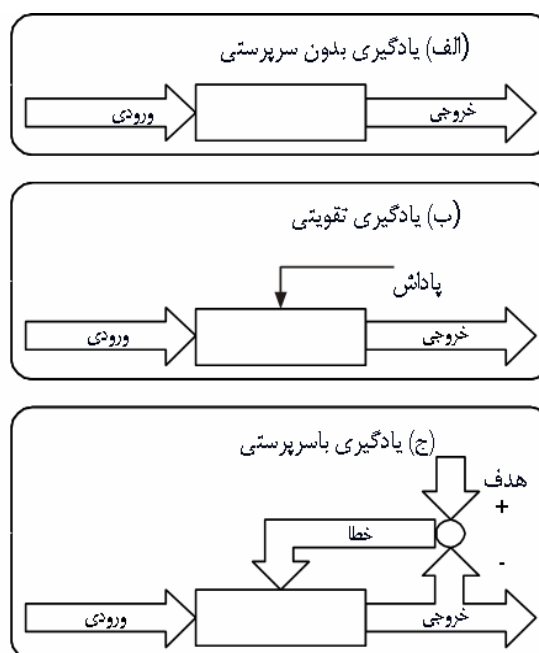 (الف) یادگیری بدون سرپرستی
ورودی
خروجی
(ب) یادگیری تقویتی
پاداش
ورودی
خروجی
(ج) یادگیری باسرپرستی
هدف
+
خطا
-
ورودی
خروجی